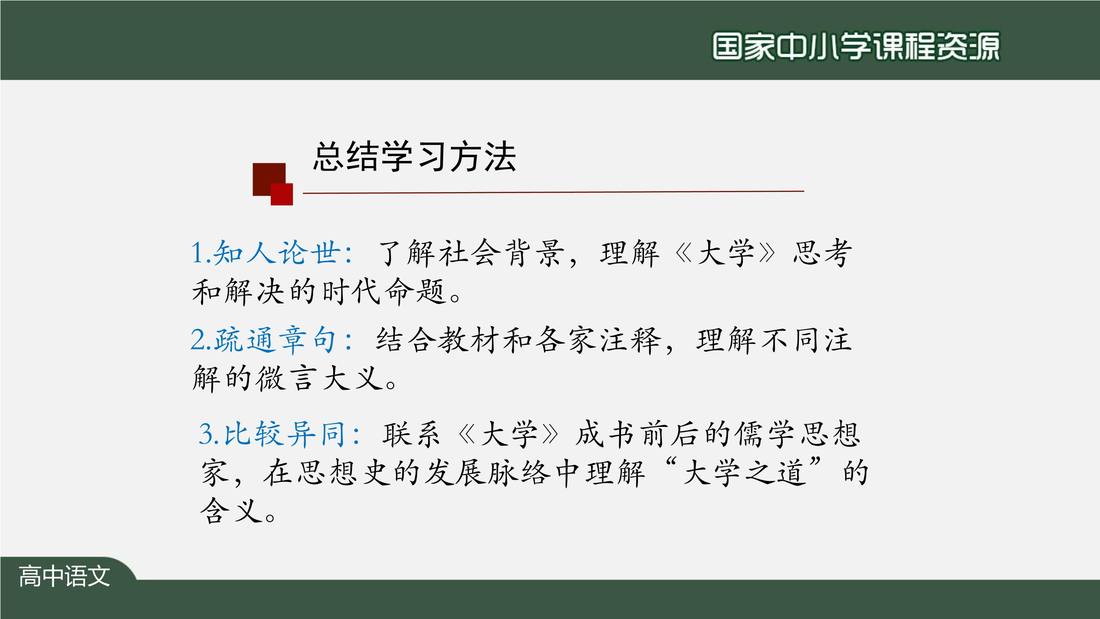 国家中小学课程资源
总结学习方法
1.知人论世：了解社会背景，理解《大学》思考
和解决的时代命题。
2.疏通章句：结合教材和各家注释，理解不同注
解的微言大义。
3.比较异同：联系《大学》成书前后的儒学思想
家，在思想史的发展脉络中理解“大学之道”的
含义。
高中语文